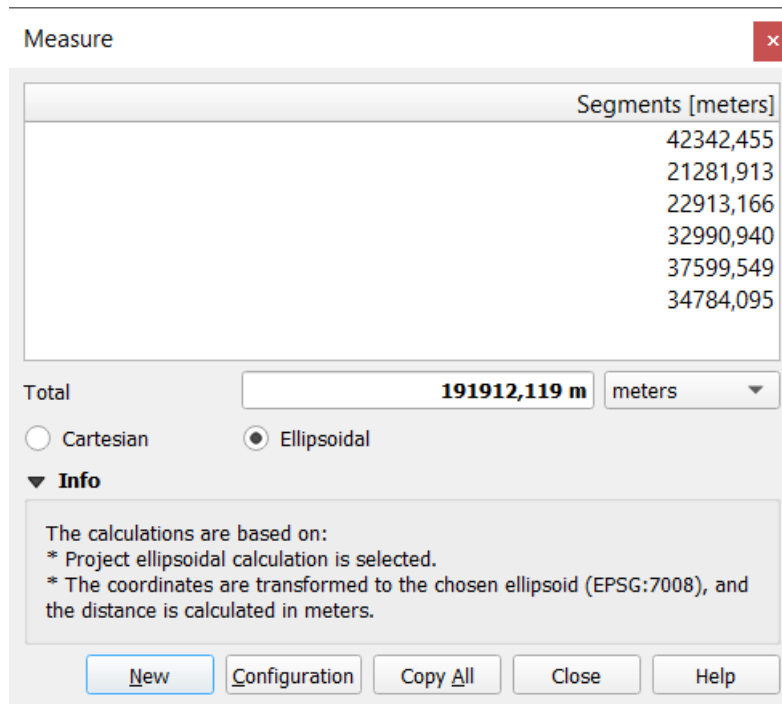 Measure
Segments [meters]
42342,455
21281,913
22913,166
32990,940
37599,549
34784,095
Total 191912,119 m meters
Cartesian Ellipsoidal
Info
The calculations are based on:
* Project ellipsoidal calculation is selected.
* The coordinates are transformed to the chosen ellipsoid (EPSG:7008), and
the distance is calculated in meters.
New Configuration Copy All Close Help